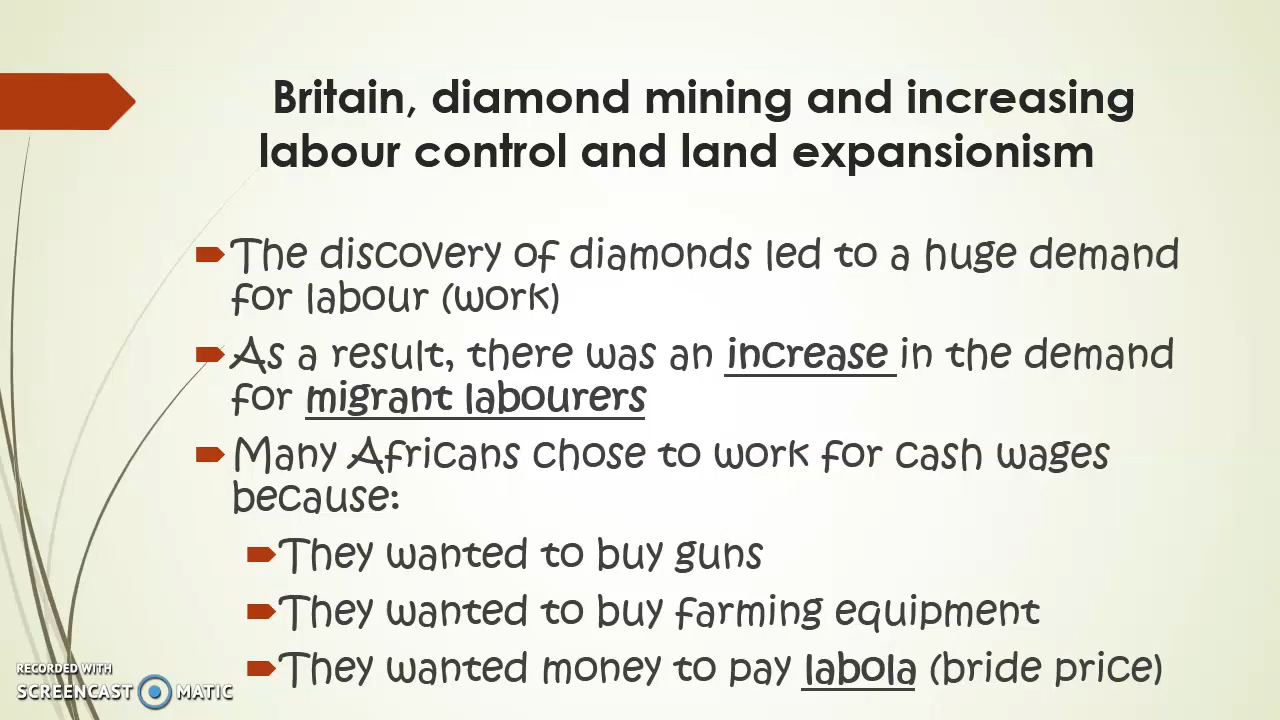 Britain, diamond mining and increasing
labour control and land expansionism
The discovery of diamonds led to a huge demand
for labour (work)
As a result, there was an increase in the demand
for migrant labourers
Many Africans chose to work for cash wages
because:
They wanted to buy guns
They wanted to buy farming equipment
They wanted money to pay labola (bride price)
RECORDED WITH
SCREENCAST MATIC